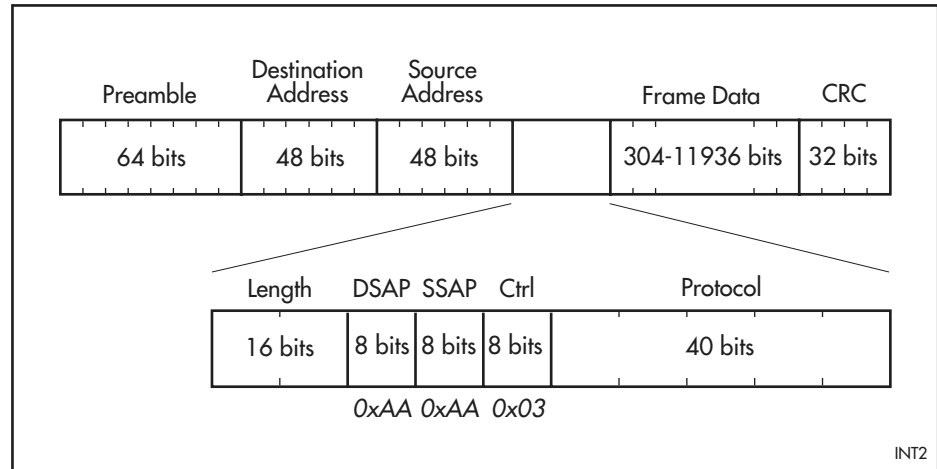 Preamble Destination Address Source Address Frame Data CRC
64 bits 48 bits 48 bits 304-11936 bits 32 bits
Length DSAP SSAP Ctrl Protocol
16 bits 8 bits 8 bits 8 bits 40 bits
0xAA 0xAA 0x03
INT2